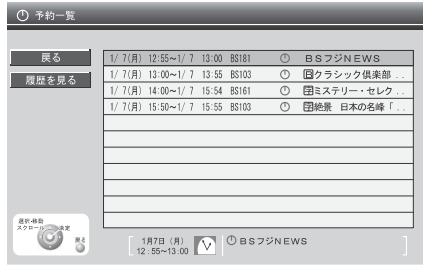 予約一覧
戻る
履歴を見る
1/ 7(月) 12:55~1/ 7 13:00 BS181 BSフジNEWS
1/ 7(月) 13:00~1/ 7 13:55 BS103 Bクラシック倶楽部 . .
1/ 7(月) 14:00~1/ 7 15:54 BS161 字ミステリー・セレク . .
1/ 7(月) 15:50~1/ 7 15:55 BS103 字絶景 日本の名峰「 . .
選択・移動
スクロール 決定
戻る
1月7日 (月)
12:55~13:00
BSフジNEWS